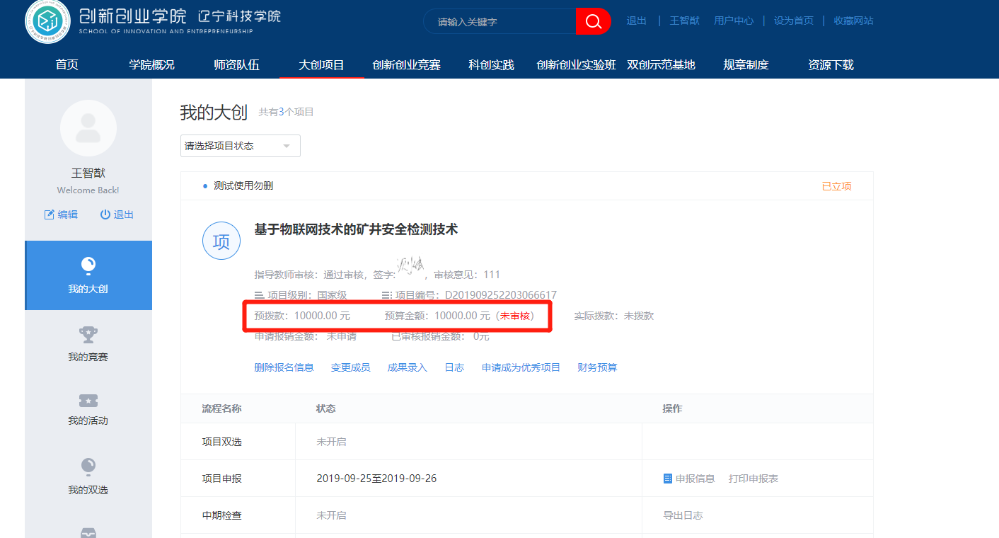 创新创业学院 辽宁科技学院
SCHOOL OF INNOVATION AND ENTREPRENEURSHIP
请输入关键字
退出 | 王智猷 用户中心 | 设为首页 | 收藏网站
首页 学院概况 师资队伍 大创项目 创新创业竞赛 科创实践 创新创业实验班 双创示范基地 规章制度 资源下载
王智猷
Welcome Back!
编辑 退出
我的大创
我的竞赛
我的活动
我的双选
我的大创 共有3个项目
请选择项目状态
测试使用勿删 已立项
项
基于物联网技术的矿井安全检测技术
指导教师审核：通过审核，签字: 测试 ，审核意见：111
项目级别：国家级 项目编号：D201909252203066617
预拨款：10000.00 元 预算金额：10000.00 元（未审核） 实际拨款：未拨款
申请报销金额： 未申请 已审核报销金额： 0元
删除报名信息 变更成员 成果录入 日志 申请成为优秀项目 财务预算
流程名称 状态 操作
项目双选 未开启
项目申报 2019-09-25至2019-09-26 申报信息 打印申报表
中期检查 未开启 导出日志